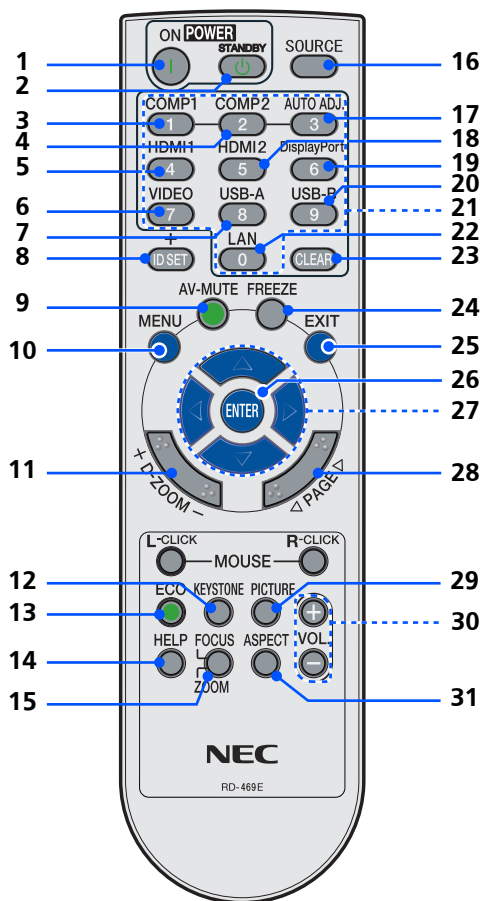 ON POWER
STANDBY
SOURCE
1
2
16
COMP1 COMP2 AUTO ADJ.
3
1 2 3
17
4
18
HDMI1 HDMI2 DisplayPort
5
4 5 6
19
VIDEO USB-A USB-B
6
7 8 9
20
7
21
+ LAN
22
8
ID SET 0 CLEAR
23
AV-MUTE FREEZE
9
24
MENU EXIT
10
25
26
ENTER
27
11
+ D-ZOOM −
◁ PAGE ▷
28
L-CLICK R-CLICK
MOUSE
12
ECO KEYSTONE PICTURE
29
13
+
30
HELP FOCUS ASPECT VOL.
14
−
15
ZOOM
31
NEC
RD-469E